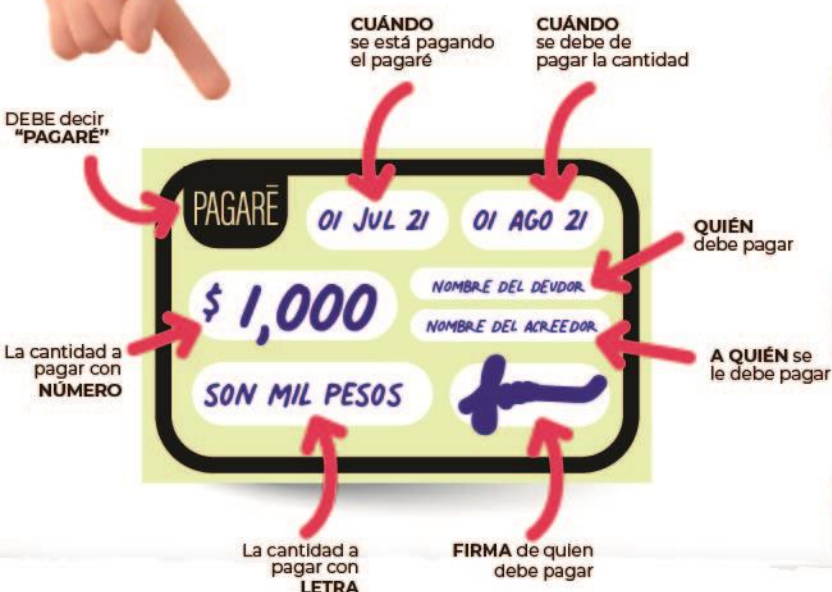 CUÁNDO
se está pagando
el pagaré
CUÁNDO
se debe de
pagar la cantidad
DEBE decir
"PAGARÉ"
PAGARÉ
01 JUL 21
01 AGO 21
QUIÉN
debe pagar
$ 1,000
NOMBRE DEL DEUDOR
NOMBRE DEL ACREEDOR
La cantidad a
pagar con
NÚMERO
A QUIÉN se
le debe pagar
SON MIL PESOS
La cantidad a
pagar con
LETRA
FIRMA de quien
debe pagar